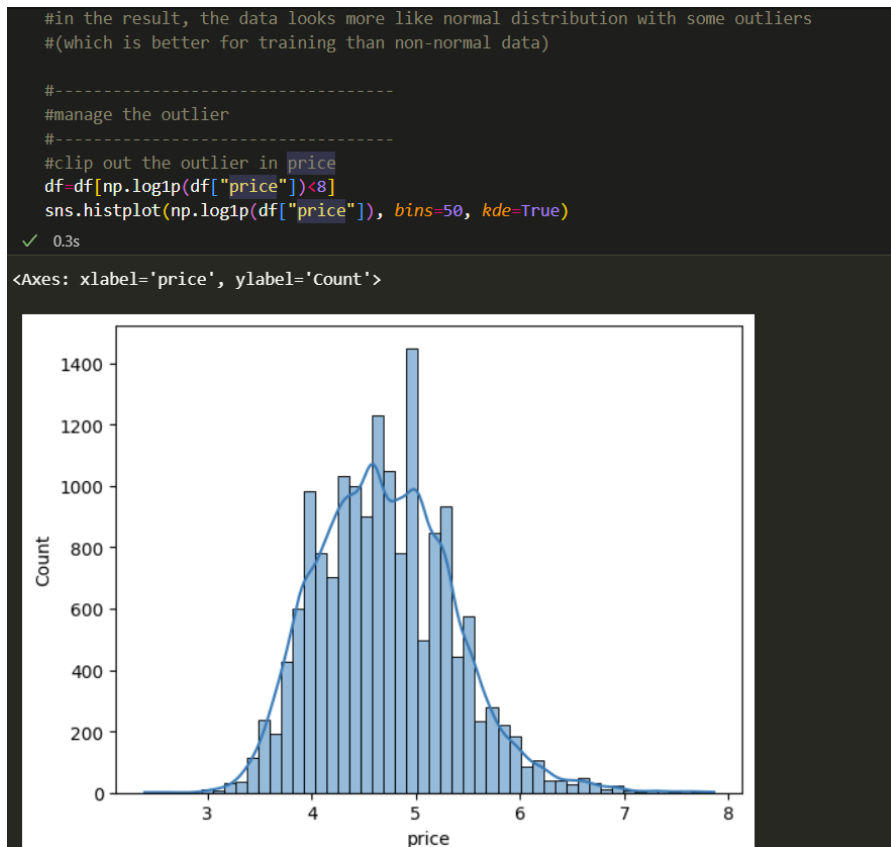 #in the result, the data looks more like normal distribution with some outliers
#(which is better for training than non-normal data)
#-----------------------------------
#manage the outlier
#-----------------------------------
#clip out the outlier in price
df=df[np.log1p(df["price"])<8]
sns.histplot(np.log1p(df["price"]), bins=50, kde=True)
✓ 0.3s
<Axes: xlabel='price', ylabel='Count'>
1400
1200
1000
800
600
400
200
0
Count
3 4 5 6 7 8
price